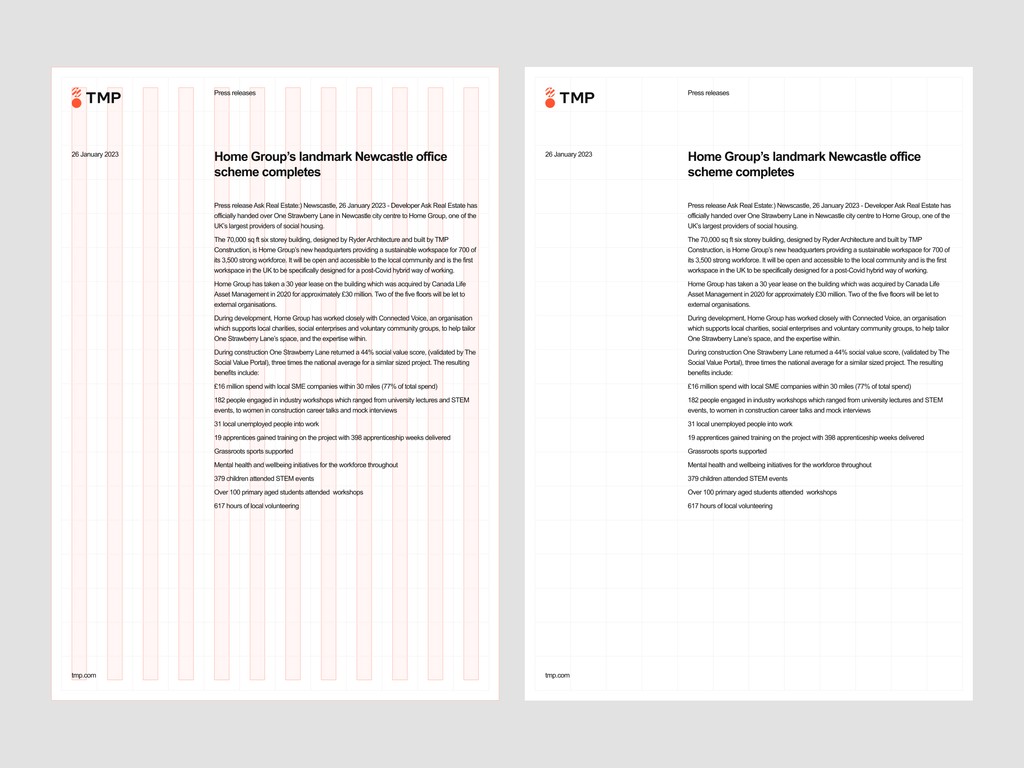 TMP
Press releases
26 January 2023
Home Group's landmark Newcastle office
scheme completes
Press release Ask Real Estate:) Newscastle, 26 January 2023 - Developer Ask Real Estate has
officially handed over One Strawberry Lane in Newcastle city centre to Home Group, one of the
UK's largest providers of social housing.
The 70,000 sq ft six storey building, designed by Ryder Architecture and built by TMP
Construction, is Home Group's new headquarters providing a sustainable workspace for 700 of
its 3,500 strong workforce. It will be open and accessible to the local community and is the first
workspace in the UK to be specifically designed for a post-Covid hybrid way of working.
Home Group has taken a 30 year lease on the building which was acquired by Canada Life
Asset Management in 2020 for approximately £30 million. Two of the five floors will be let to
external organisations.
During development, Home Group has worked closely with Connected Voice, an organisation
which supports local charities, social enterprises and voluntary community groups, to help tailor
One Strawberry Lane's space, and the expertise within.
During construction One Strawberry Lane returned a 44% social value score, (validated by The
Social Value Portal), three times the national average for a similar sized project. The resulting
benefits include:
£16 million spend with local SME companies within 30 miles (77% of total spend)
182 people engaged in industry workshops which ranged from university lectures and STEM
events, to women in construction career talks and mock interviews
31 local unemployed people into work
19 apprentices gained training on the project with 398 apprenticeship weeks delivered
Grassroots sports supported
Mental health and wellbeing initiatives for the workforce throughout
379 children attended STEM events
Over 100 primary aged students attended  workshops
617 hours of local volunteering
tmp.com
TMP
Press releases
26 January 2023
Home Group's landmark Newcastle office
scheme completes
Press release Ask Real Estate:) Newscastle, 26 January 2023 - Developer Ask Real Estate has
officially handed over One Strawberry Lane in Newcastle city centre to Home Group, one of the
UK's largest providers of social housing.
The 70,000 sq ft six storey building, designed by Ryder Architecture and built by TMP
Construction, is Home Group's new headquarters providing a sustainable workspace for 700 of
its 3,500 strong workforce. It will be open and accessible to the local community and is the first
workspace in the UK to be specifically designed for a post-Covid hybrid way of working.
Home Group has taken a 30 year lease on the building which was acquired by Canada Life
Asset Management in 2020 for approximately £30 million. Two of the five floors will be let to
external organisations.
During development, Home Group has worked closely with Connected Voice, an organisation
which supports local charities, social enterprises and voluntary community groups, to help tailor
One Strawberry Lane's space, and the expertise within.
During construction One Strawberry Lane returned a 44% social value score, (validated by The
Social Value Portal), three times the national average for a similar sized project. The resulting
benefits include:
£16 million spend with local SME companies within 30 miles (77% of total spend)
182 people engaged in industry workshops which ranged from university lectures and STEM
events, to women in construction career talks and mock interviews
31 local unemployed people into work
19 apprentices gained training on the project with 398 apprenticeship weeks delivered
Grassroots sports supported
Mental health and wellbeing initiatives for the workforce throughout
379 children attended STEM events
Over 100 primary aged students attended  workshops
617 hours of local volunteering
tmp.com